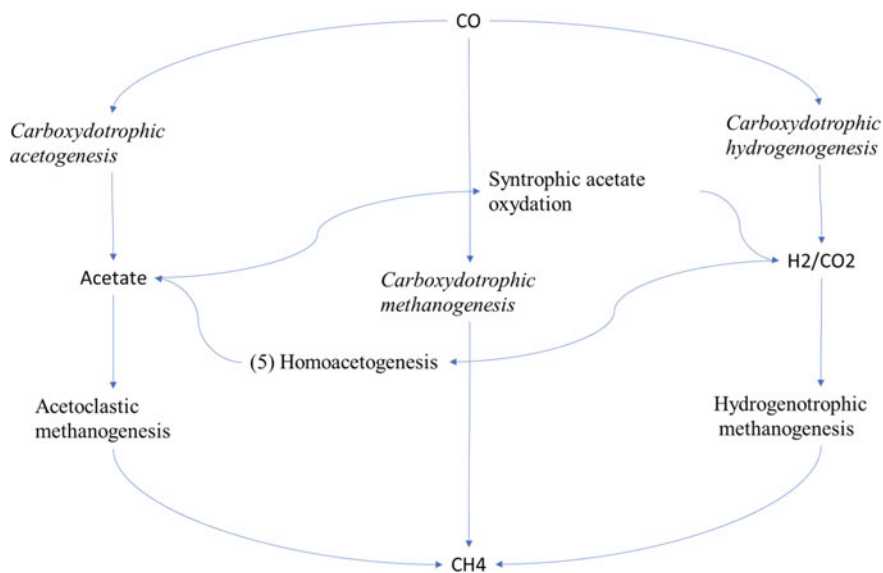 CO
Carboxydotrophic
acetogenesis
Carboxydotrophic
hydrogenogenesis
Syntrophic acetate
oxydation
Acetate
Carboxydotrophic
methanogenesis
H2/CO2
(5) Homoacetogenesis
Acetoclastic
methanogenesis
Hydrogenotrophic
methanogenesis
CH4